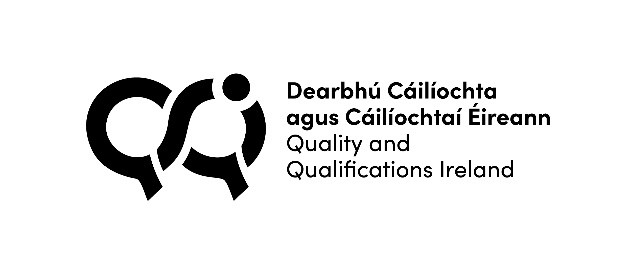 Dearbhú Cáilíochta
agus Cáilíochtaí Éireann
Quality and
Qualifications Ireland